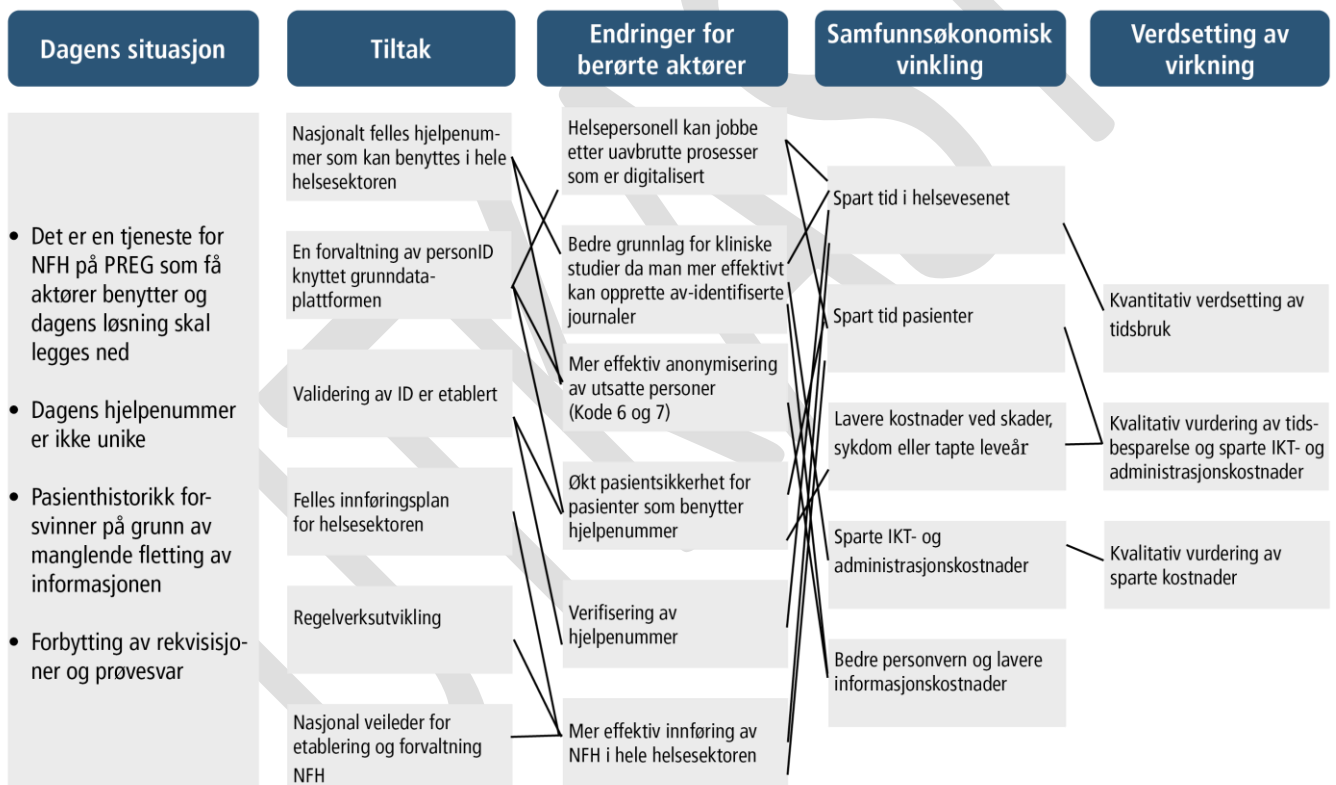 Dagens situasjon
Tiltak
Endringer for
berørte aktører
Samfunnsøkonomisk
vinkling
Verdsetting av
virkning
• Det er en tjeneste for
NFH på PREG som få
aktører benytter og
dagens løsning skal
legges ned
• Dagens hjelpenummer
er ikke unike
• Pasienthistorikk for-
svinner på grunn av
manglende fletting av
informasjonen
• Forbytting av rekvisisjo-
ner og prøvesvar
Nasjonalt felles hjelpenum-
mer som kan benyttes i hele
helsesektoren
En forvaltning av personID
knyttet grunndata-
plattformen
Validering av ID er etablert
Felles innføringsplan
for helsesektoren
Regelverksutvikling
Nasjonal veileder for
etablering og forvaltning
NFH
Helsepersonell kan jobbe
etter uavbrutte prosesser
som er digitalisert
Bedre grunnlag for kliniske
studier da man mer effektivt
kan opprette av-identifiserte
journaler
Mer effektiv anonymisering
av utsatte personer
(Kode 6 og 7)
Økt pasientsikkerhet for
pasienter som benytter
hjelpenummer
Verifisering av
hjelpenummer
Mer effektiv innføring av
NFH i hele helsesektoren
Spart tid i helsevesenet
Spart tid pasienter
Lavere kostnader ved skader,
sykdom eller tapte leveår
Sparte IKT- og
administrasjonskostnader
Bedre personvern og lavere
informasjonskostnader
Kvantitativ verdsetting av
tidsbruk
Kvalitativ vurdering av tids-
besparelse og sparte IKT- og
administrasjonskostnader
Kvalitativ vurdering av
sparte kostnader